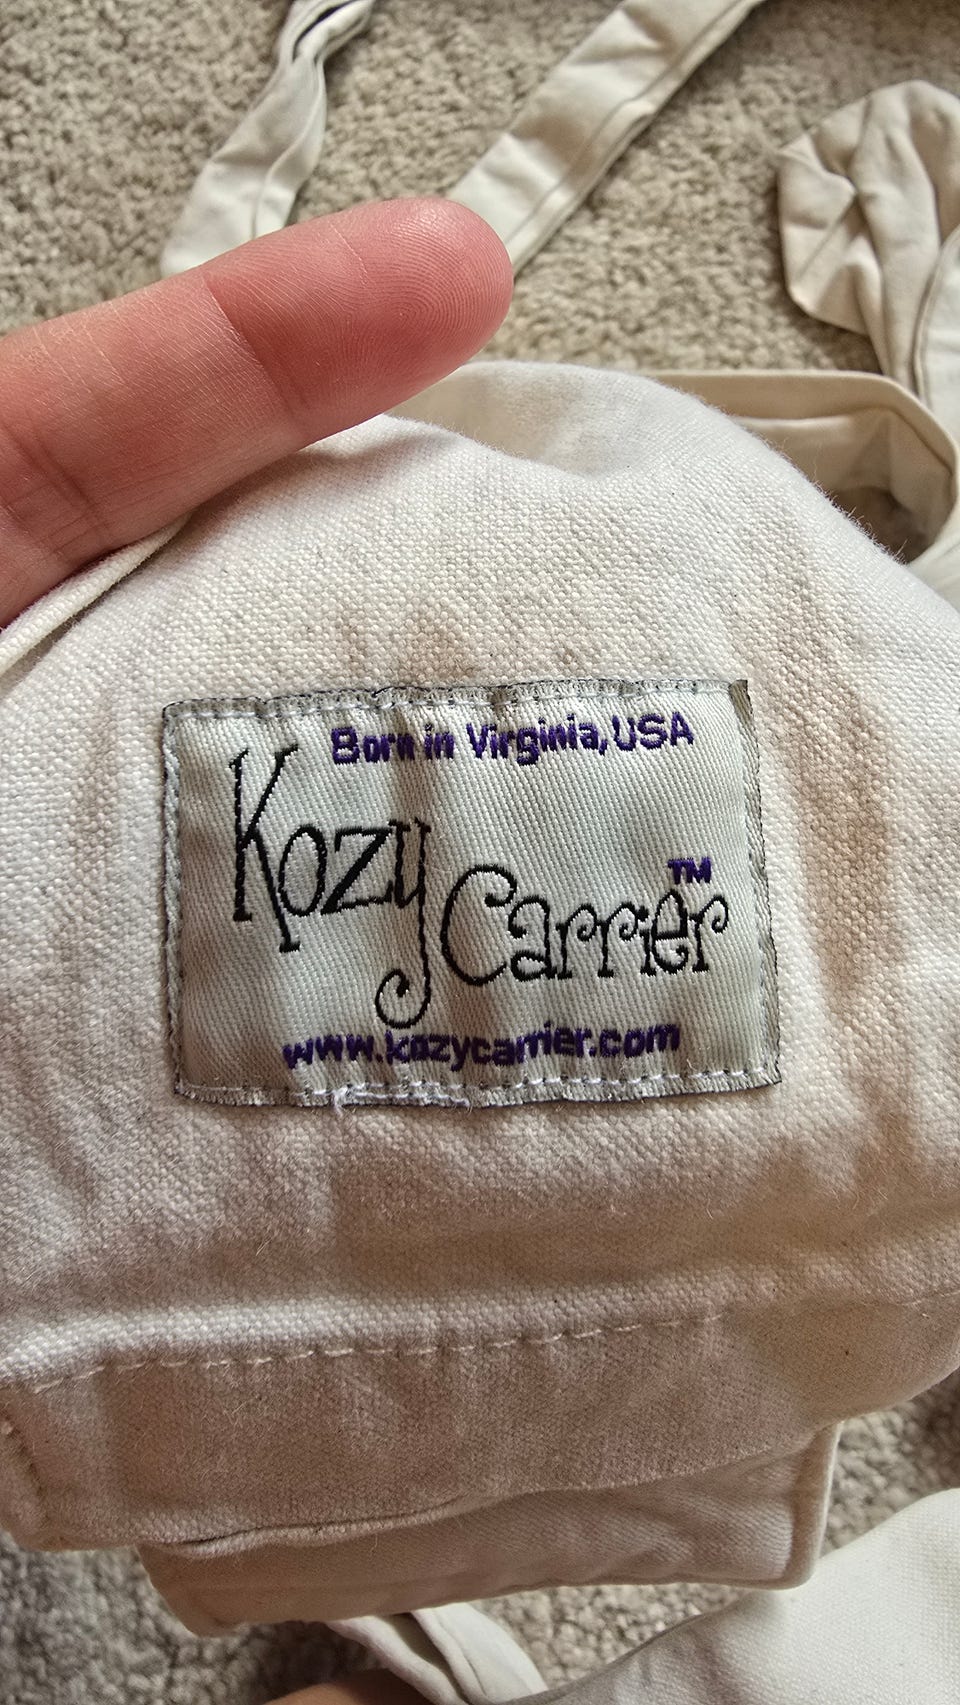 Born in Virginia, USA
Kozy Carrier™
www.kozycarrier.com